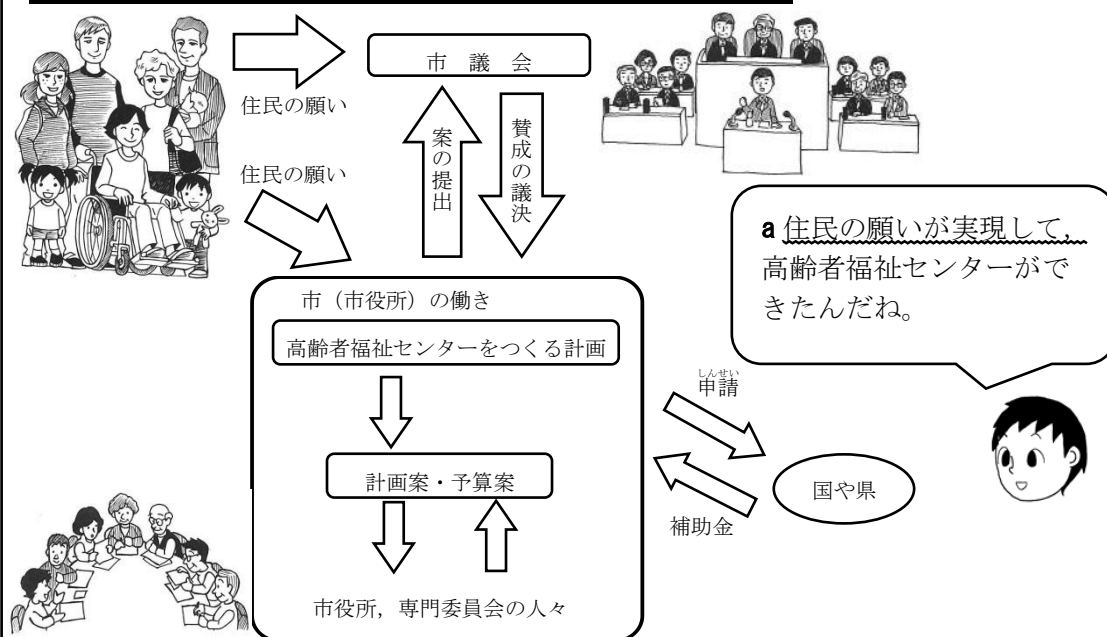 市　議　会
住民の願い
住民の願い
案の提出
賛成の議決
a 住民の願いが実現して，
高齢者福祉センターがで
きたんだね。
市（市役所）の働き
高齢者福祉センターをつくる計画
計画案・予算案
市役所，専門委員会の人々
しんせい
申請
国や県
補助金